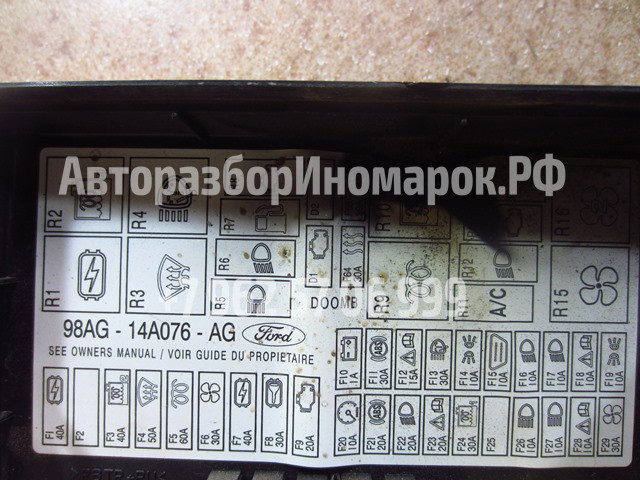 АвторазборИномарок.РФ
R2
R4
R7
D2
R10
R16
R6
R12
R1
R3
R5
D1
R9
A/C
R15
DOOMB
98AG - 14A076 - AG Ford
SEE OWNERS MANUAL / VOIR GUIDE DU PROPIETAIRE
F10 1A
F11 30A
F12 15A
F13 20A
F14 10A
F15 10A
F16 10A
F17 10A
F18 10A
F19 10A
F1 40A
F2
F3 40A
F4 50A
F5 60A
F6 30A
F7 40A
F8 30A
F9 20A
F20 10A
F21 20A
F22 20A
F23 20A
F24 30A
F25
F26 10A
F27 10A
F28 10A
F29 30A